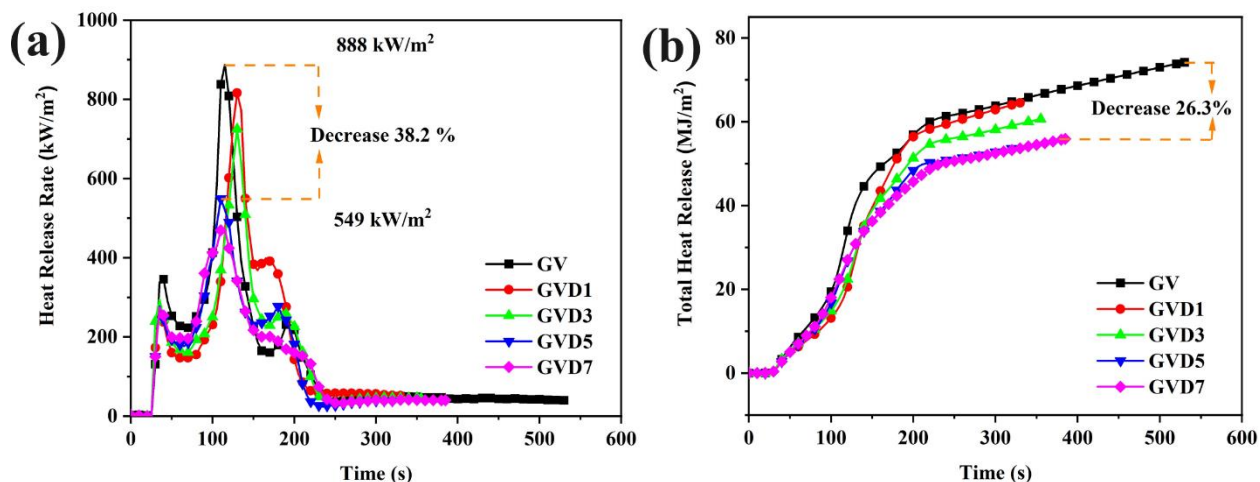 (a)
Heat Release Rate (kW/m²)
1000
800
600
400
200
0
888 kW/m²
Decrease 38.2 %
549 kW/m²
GV
GVD1
GVD3
GVD5
GVD7
0 100 200 300 400 500 600
Time (s)
(b)
Total Heat Release (MJ/m²)
80
60
40
20
0
Decrease 26.3%
GV
GVD1
GVD3
GVD5
GVD7
0 100 200 300 400 500 600
Time (s)